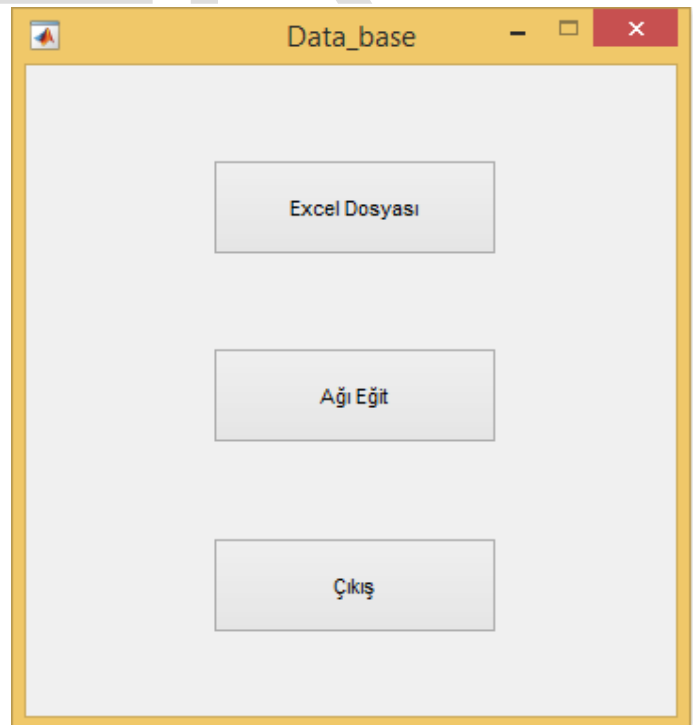 Data_base
Excel Dosyası
Ağı Eğit
Çıkış